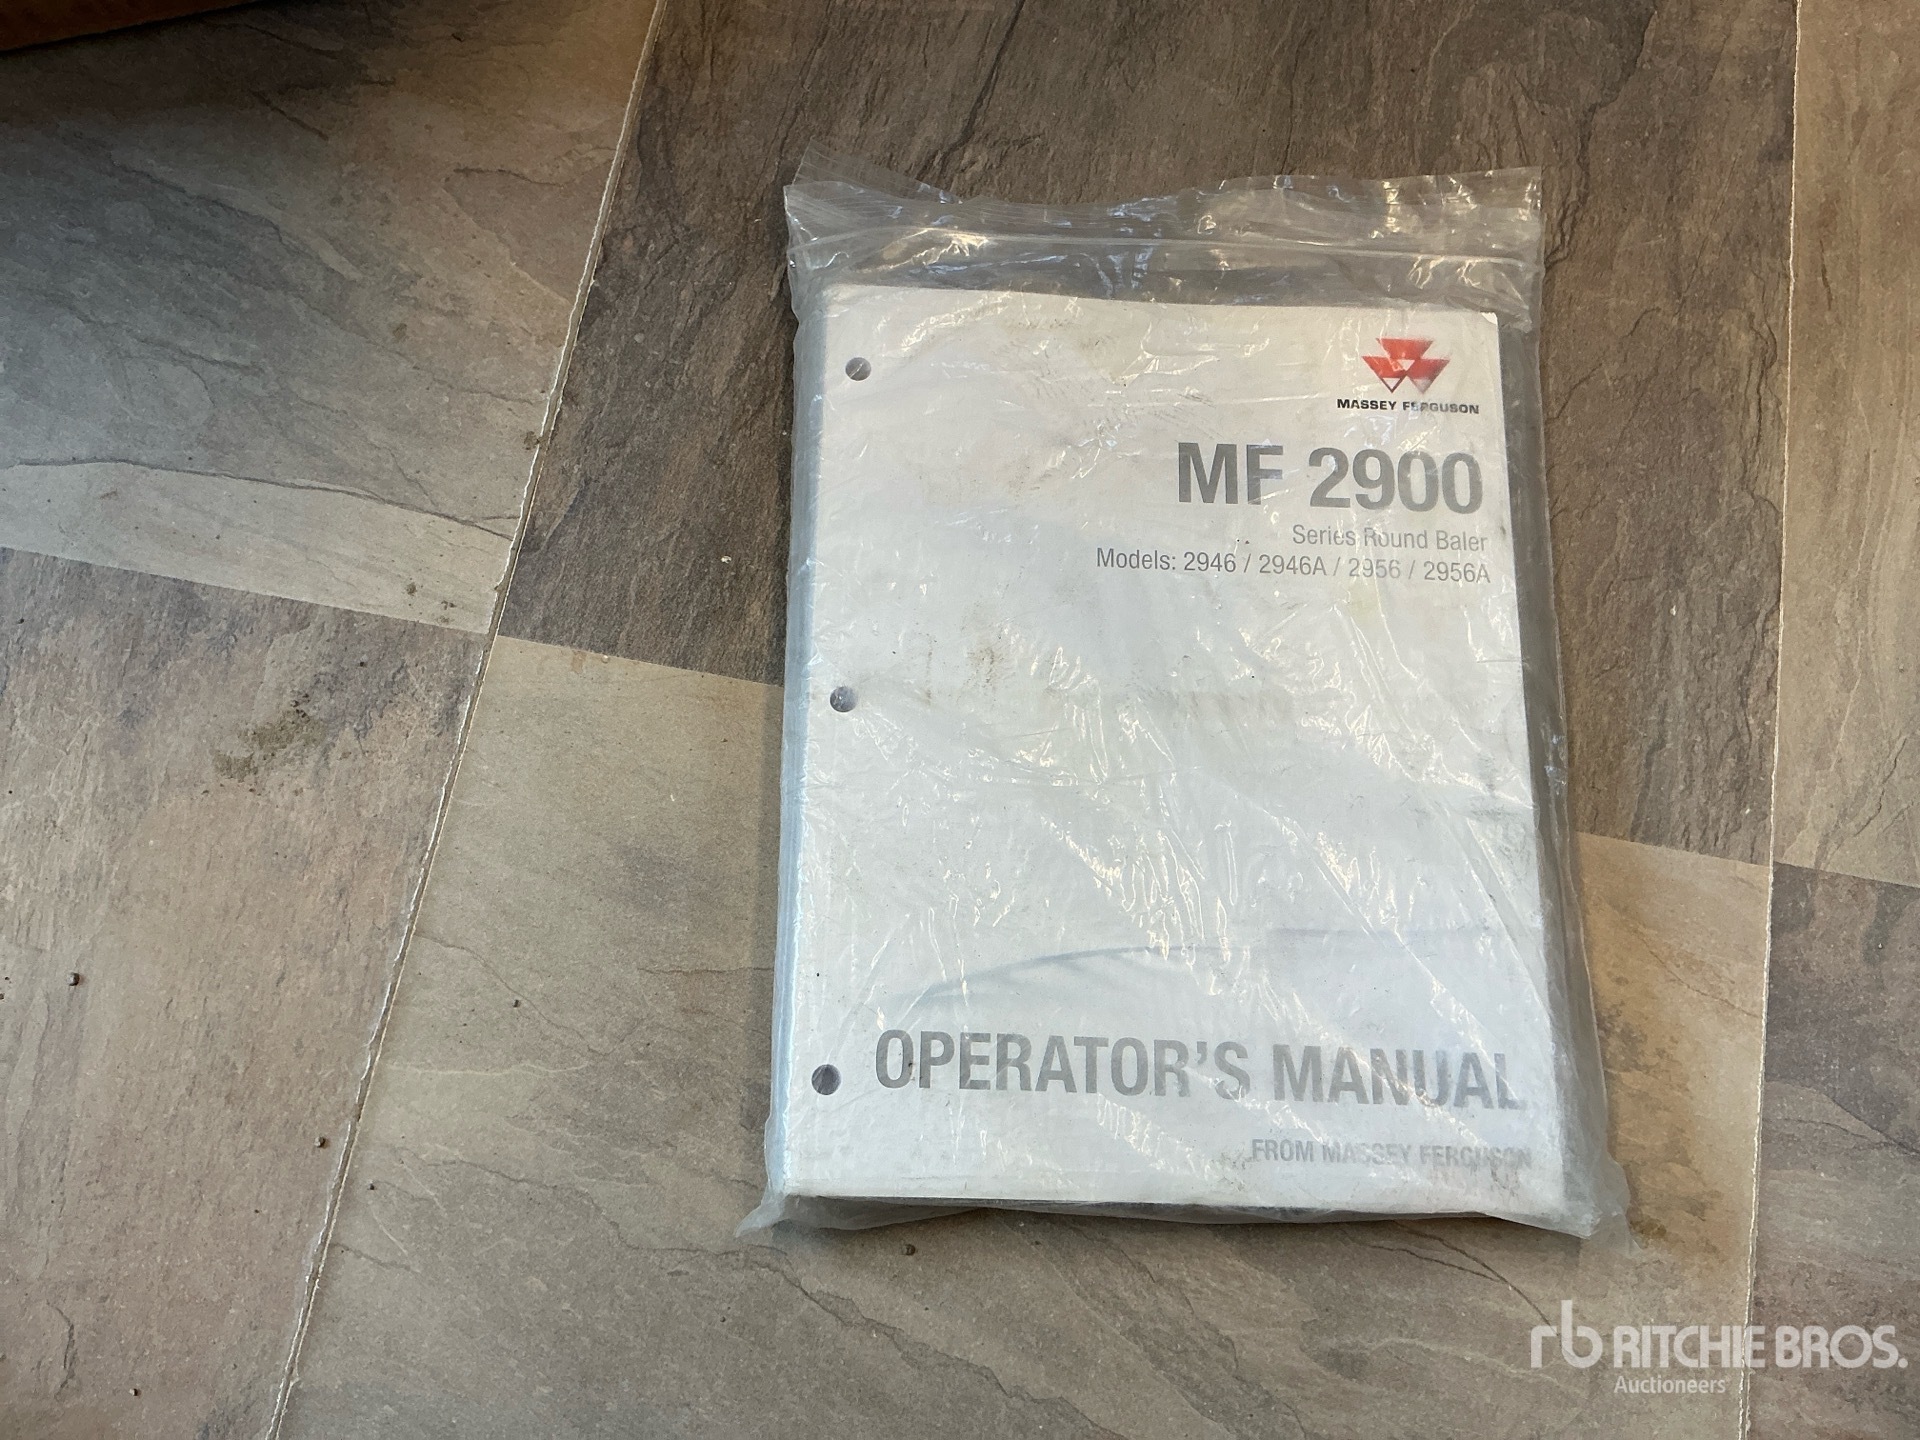 MASSEY FERGUSON
MF 2900
Series Round Baler
Models: 2946 / 2946A / 2956 / 2956A
OPERATOR'S MANUAL
FROM MASSEY FERGUSON
rb RITCHIE BROS.
Auctioneers